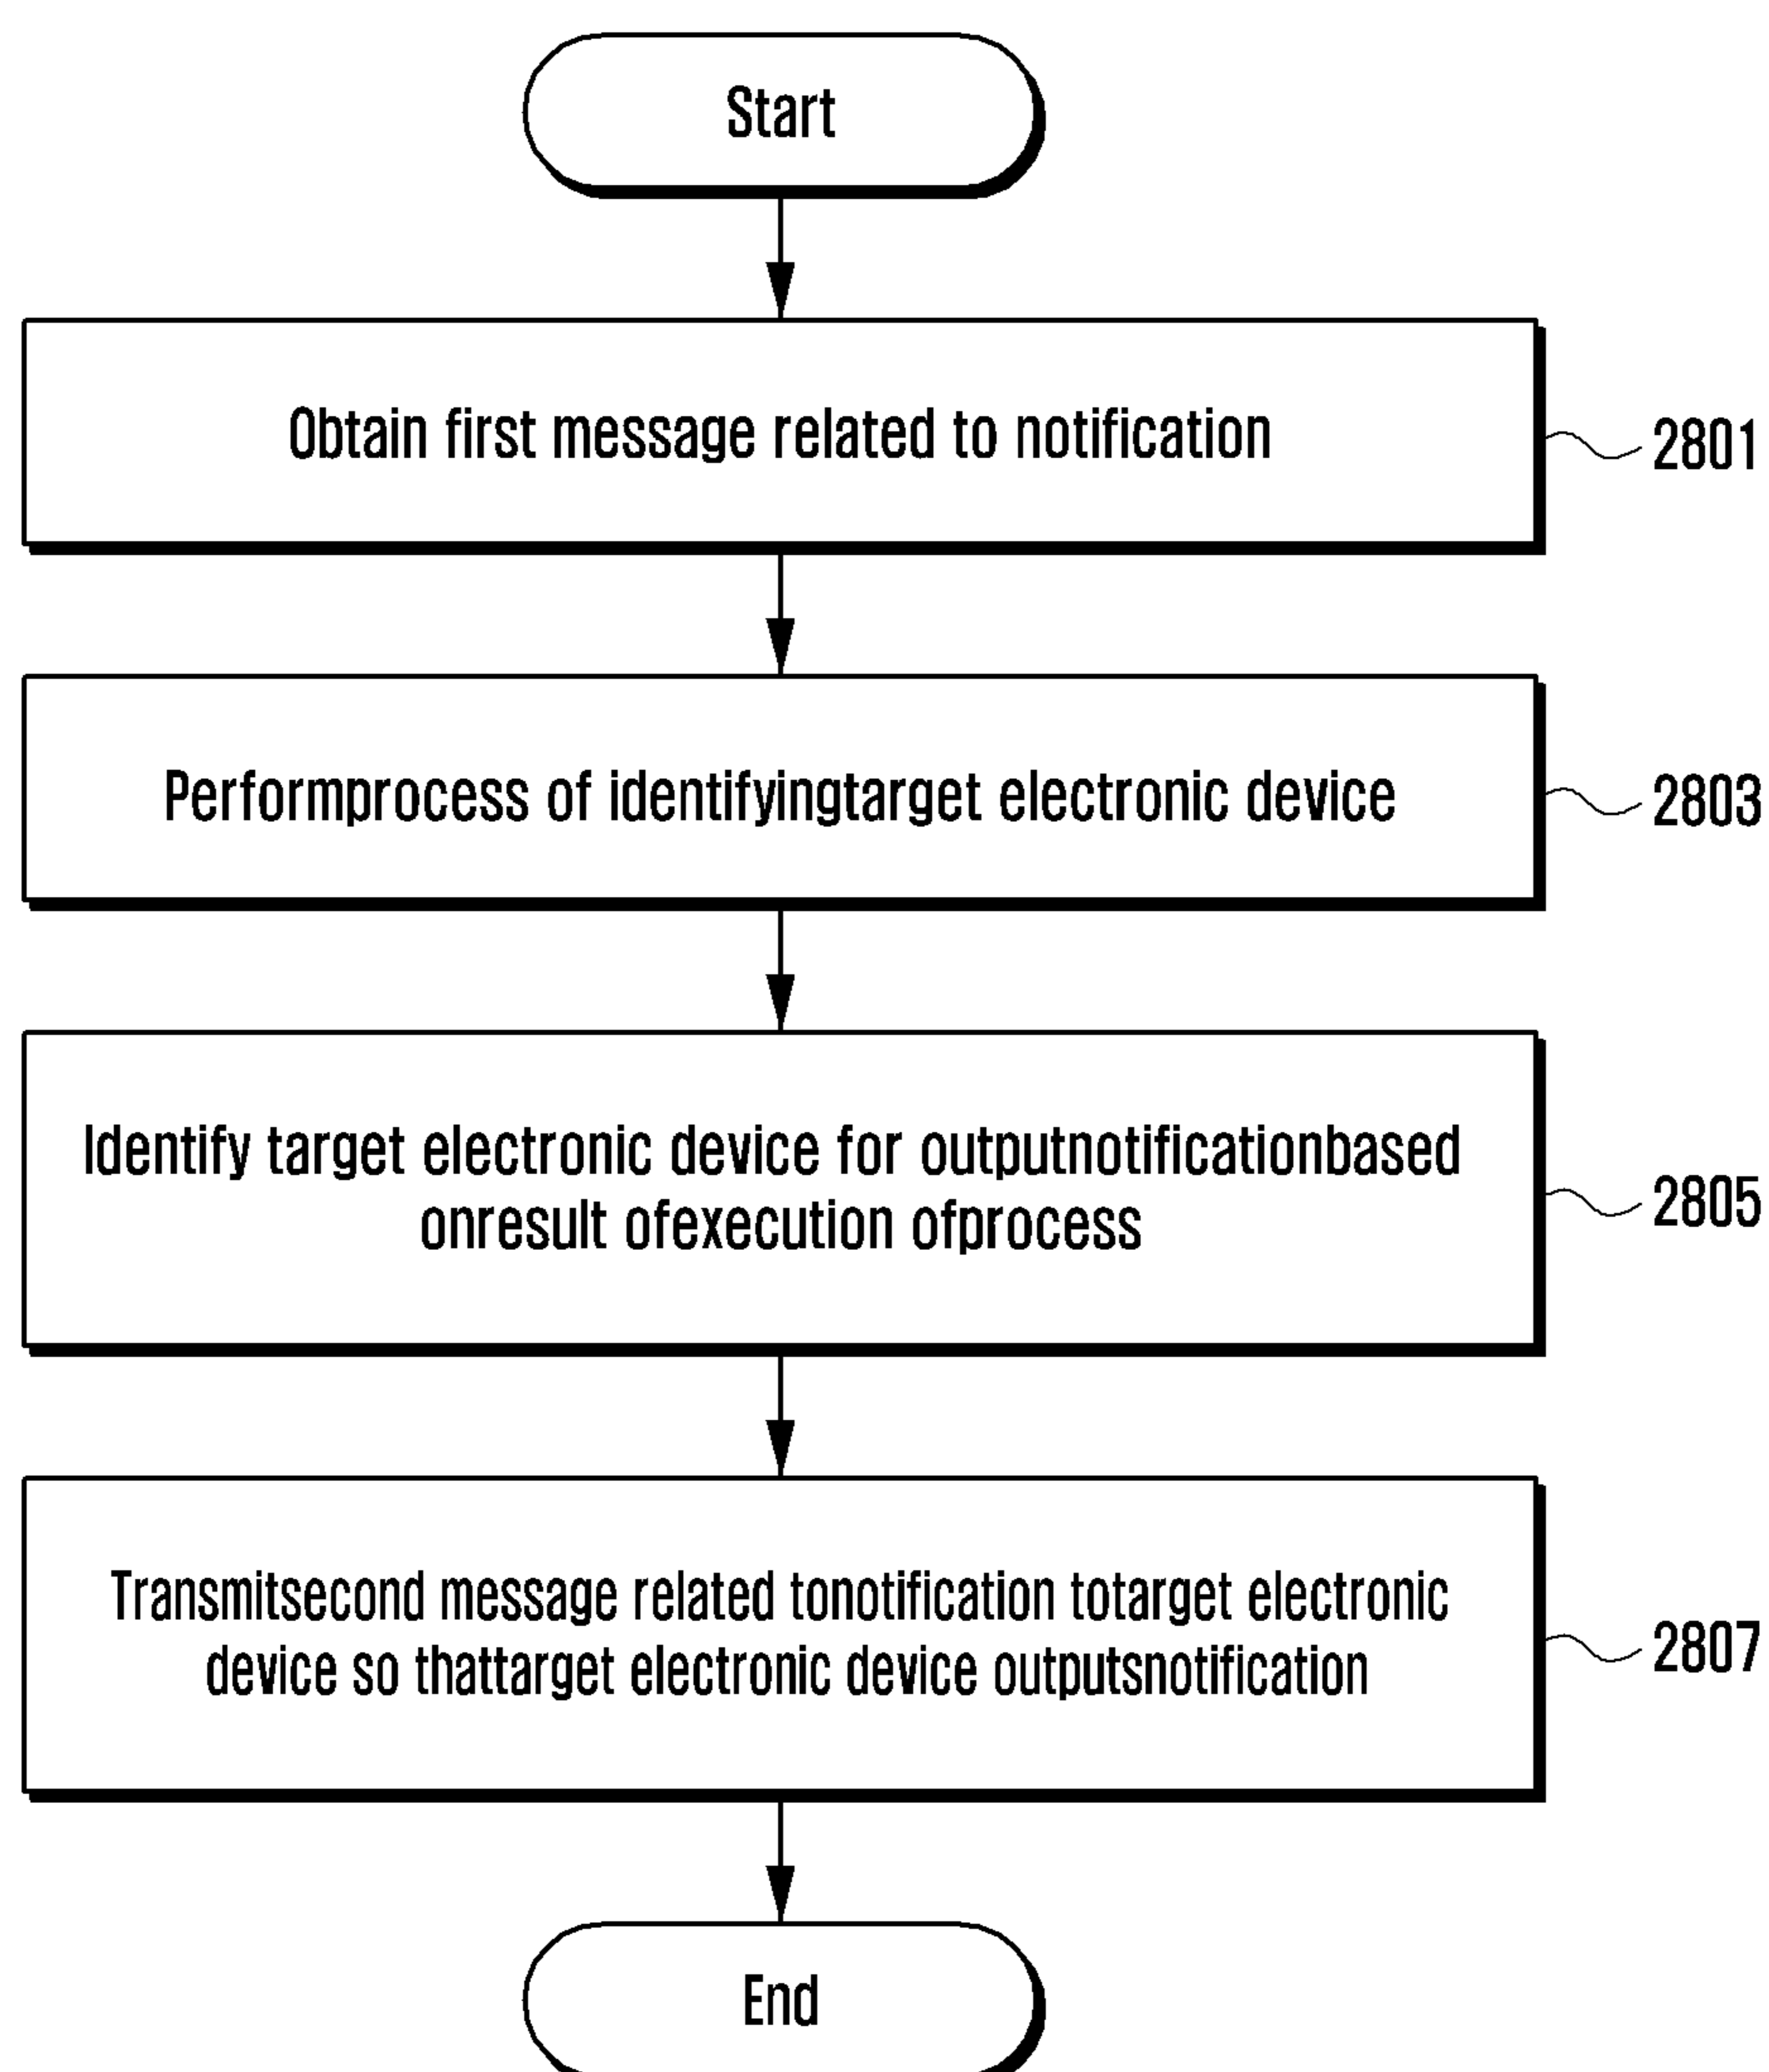 Start
Obtain first message related to notification
2801
Performprocess of identifyingtarget electronic device
2803
Identify target electronic device for outputnotificationbased
onresult ofexecution ofprocess
2805
Transmitsecond message related tonotification totarget electronic
device so thattarget electronic device outputsnotification
2807
End